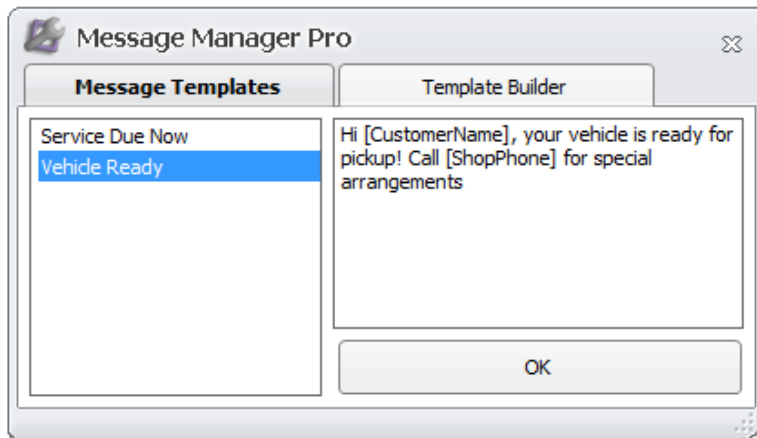 Message Manager Pro
Message Templates
Template Builder
Service Due Now
Vehicle Ready
Hi [CustomerName], your vehicle is ready for
pickup! Call [ShopPhone] for special
arrangements
OK